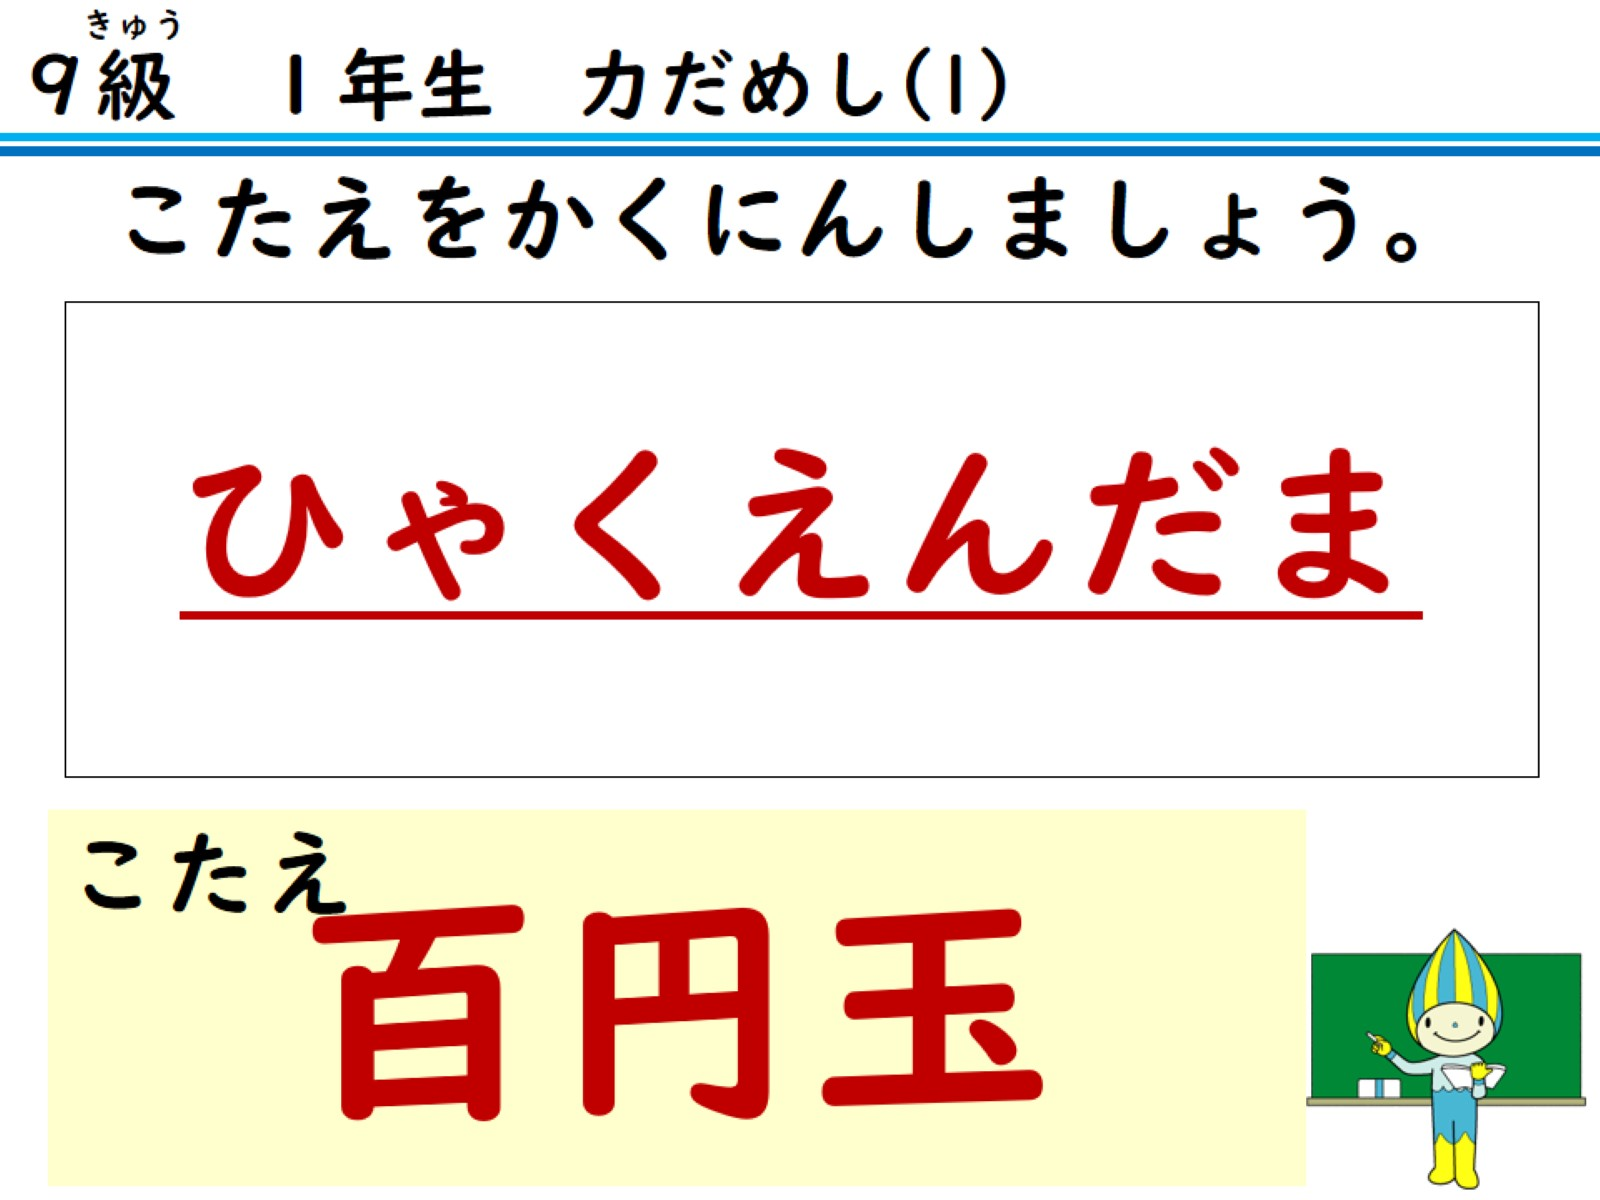 きゅう
9級　1年生　力だめし(1)
こたえをかくにんしましょう。
ひゃくえんだま
こたえ
百円玉